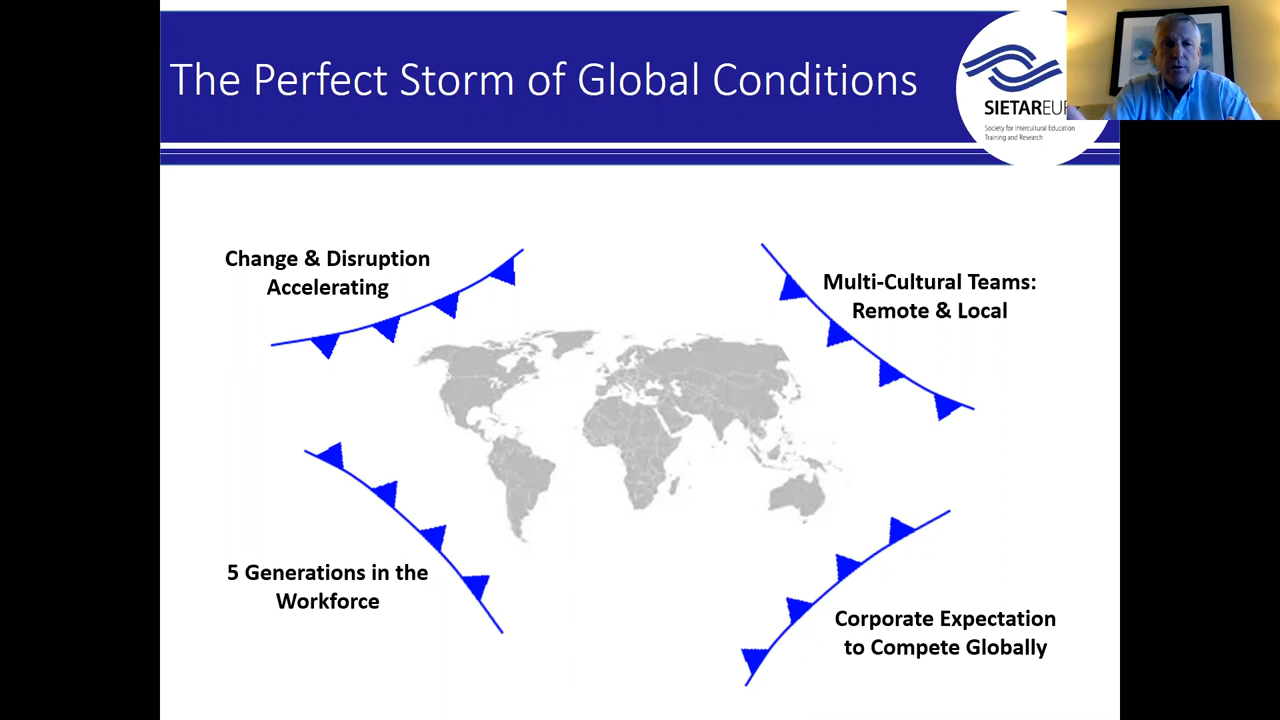 The Perfect Storm of Global Conditions
SIETAREU
Society for Intercultural Education
Training and Research
Change & Disruption
Accelerating
Multi-Cultural Teams:
Remote & Local
5 Generations in the
Workforce
Corporate Expectation
to Compete Globally